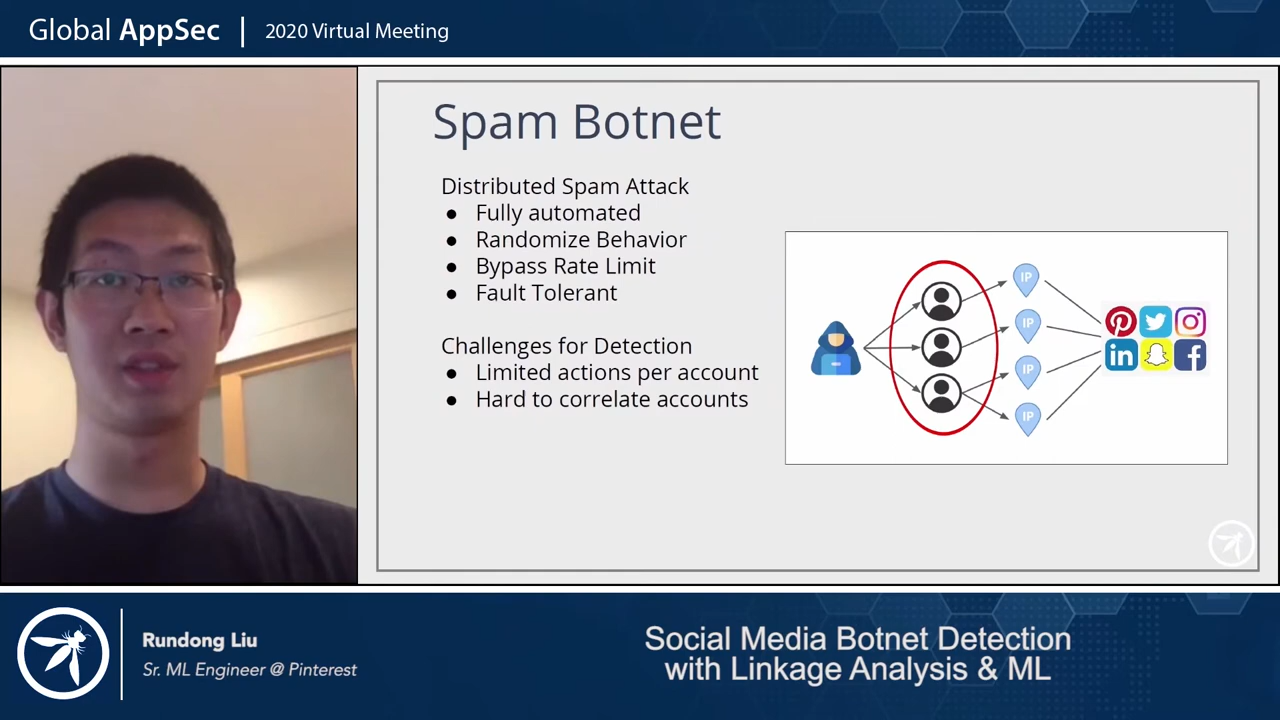 Global AppSec | 2020 Virtual Meeting
Spam Botnet
Distributed Spam Attack
● Fully automated
● Randomize Behavior
● Bypass Rate Limit
● Fault Tolerant
Challenges for Detection
● Limited actions per account
● Hard to correlate accounts
IP
IP
IP
IP
in
f
Rundong Liu
Sr. ML Engineer @ Pinterest
Social Media Botnet Detection
with Linkage Analysis & ML